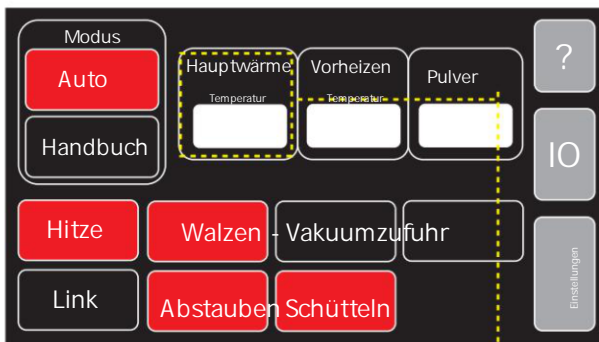 Modus
Auto
Handbuch
Hauptwärme
Temperatur
Vorheizen
Temperatur
Pulver
?
IO
Hitze
Walzen - Vakuumzufuhr
Link
Abstauben Schütteln
Einstellungen